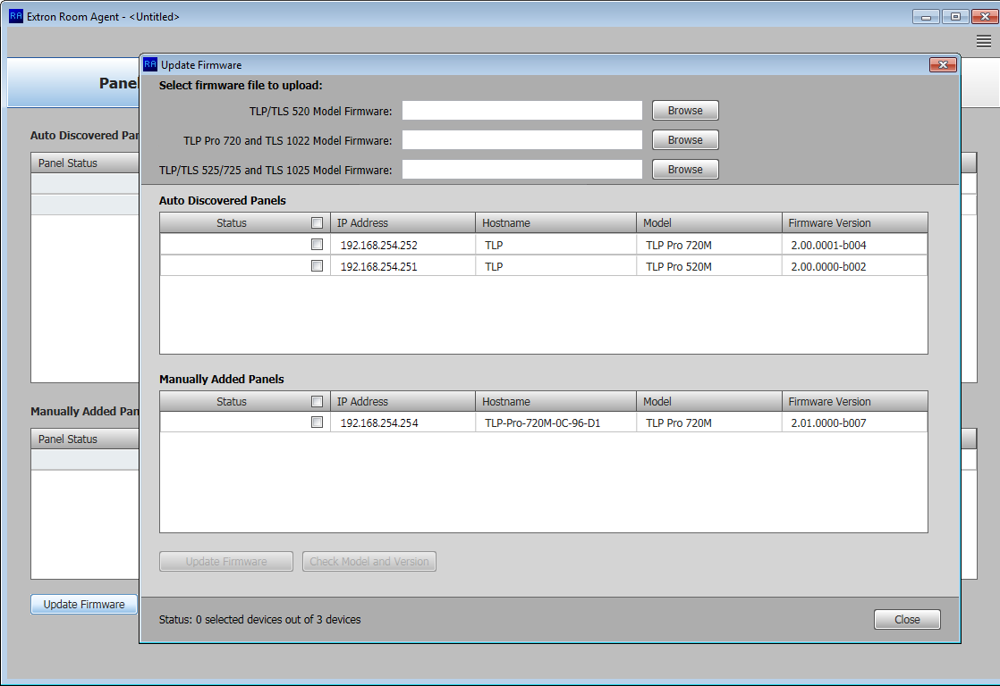 RA Extron Room Agent - <Untitled>
RA Update Firmware
Select firmware file to upload:
Pane
TLP/TLS 520 Model Firmware: Browse
TLP Pro 720 and TLS 1022 Model Firmware: Browse
TLP/TLS 525/725 and TLS 1025 Model Firmware: Browse
Auto Discovered Pan
Panel Status
Auto Discovered Panels
Status IP Address Hostname Model Firmware Version
192.168.254.252 TLP TLP Pro 720M 2.00.0001-b004
192.168.254.251 TLP TLP Pro 520M 2.00.0000-b002
Manually Added Panels
Status IP Address Hostname Model Firmware Version
192.168.254.254 TLP-Pro-720M-0C-96-D1 TLP Pro 720M 2.01.0000-b007
Manually Added Pan
Panel Status
Update Firmware Check Model and Version
Update Firmware
Status: 0 selected devices out of 3 devices Close